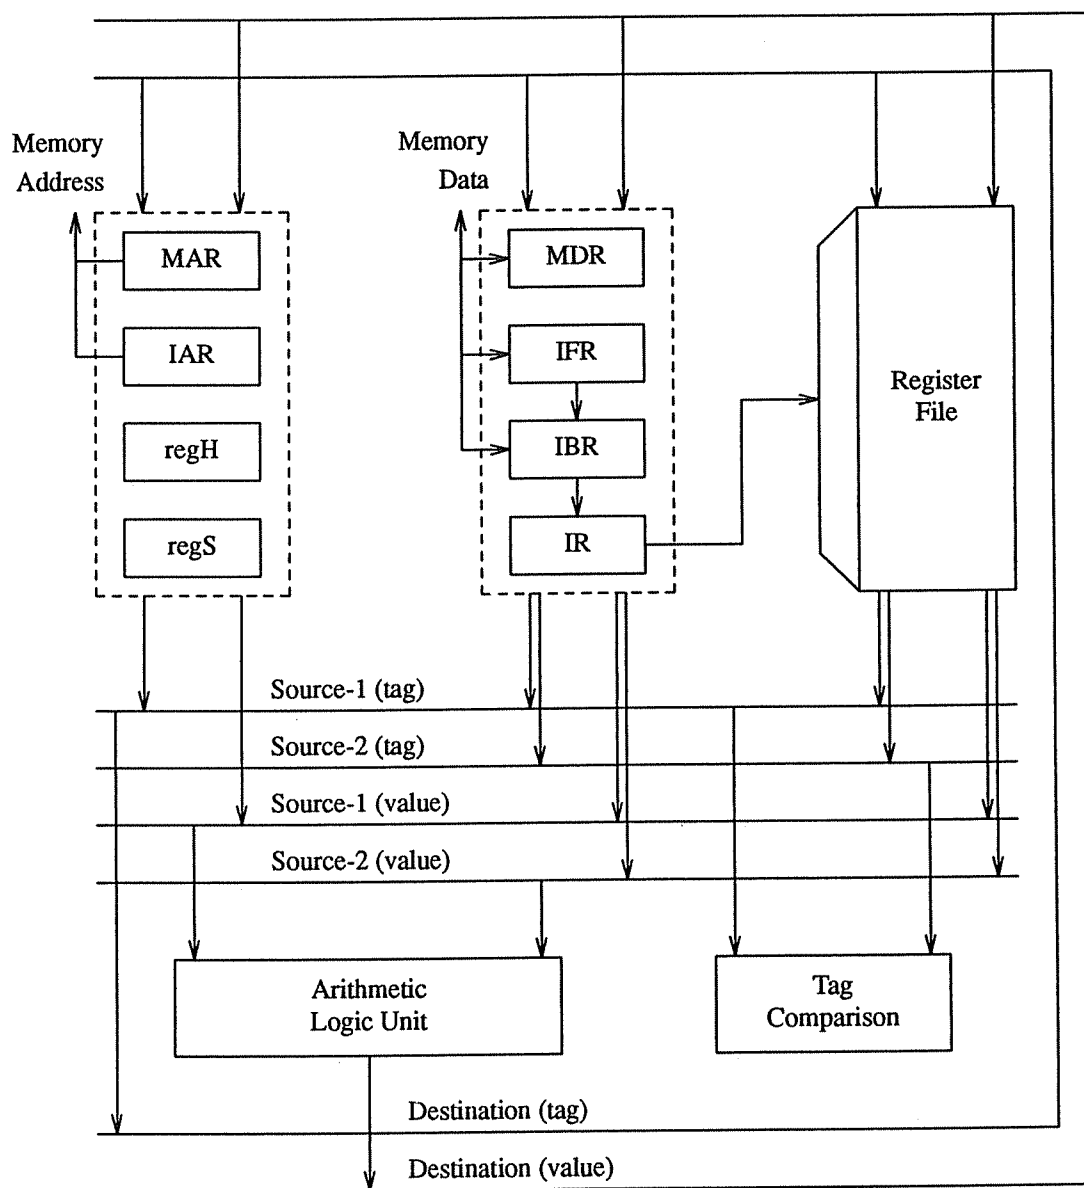 Memory
Address
Memory
Data
MAR
IAR
regH
regS
MDR
IFR
IBR
IR
Register
File
Source-1 (tag)
Source-2 (tag)
Source-1 (value)
Source-2 (value)
Arithmetic
Logic Unit
Tag
Comparison
Destination (tag)
Destination (value)